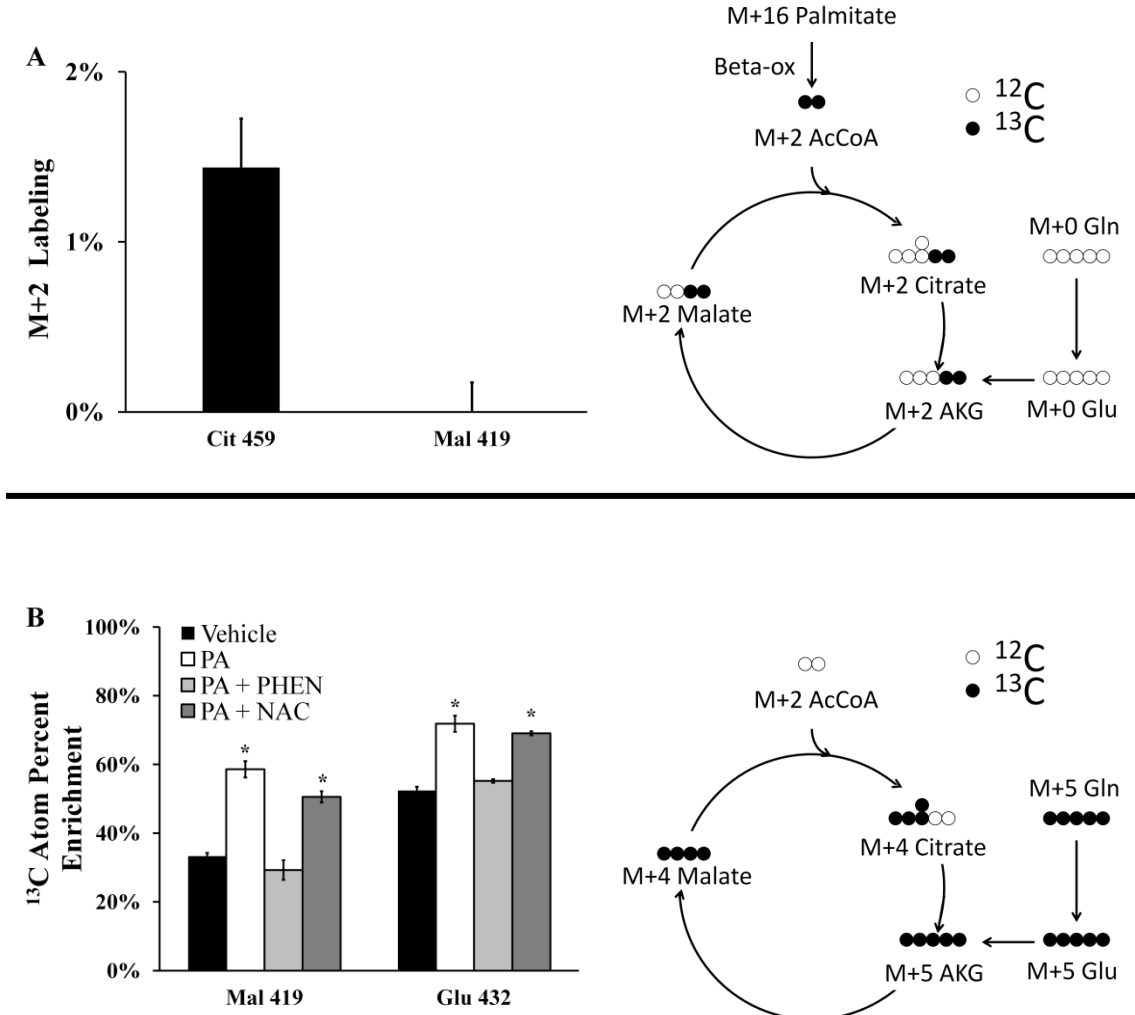 A
M+2 Labeling
2%
1%
0%
Cit 459
Mal 419
M+16 Palmitate
Beta-ox
12C
13C
M+2 AcCoA
M+0 Gln
M+2 Citrate
M+2 Malate
M+2 AKG
M+0 Glu
B
13C Atom Percent
Enrichment
100%
80%
60%
40%
20%
0%
Vehicle
PA
PA + PHEN
PA + NAC
*
*
*
*
Mal 419
Glu 432
12C
13C
M+2 AcCoA
M+5 Gln
M+4 Citrate
M+4 Malate
M+5 AKG
M+5 Glu